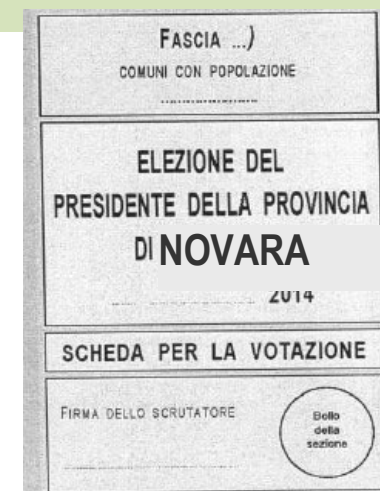 FASCIA ...)
COMUNI CON POPOLAZIONE
....................
ELEZIONE DEL
PRESIDENTE DELLA PROVINCIA
DI NOVARA
2014
SCHEDA PER LA VOTAZIONE
FIRMA DELLO SCRUTATORE
Bollo
della
sezione